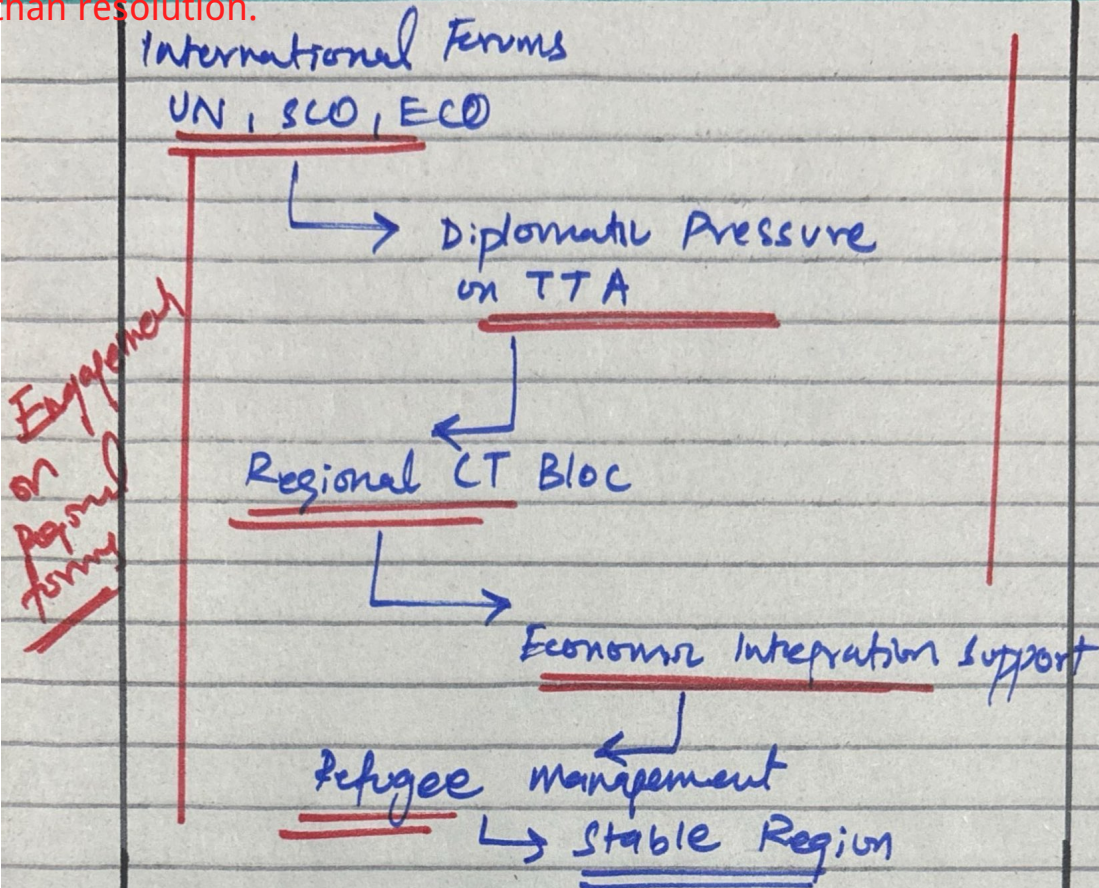 than resolution.
International Forums
UN, SCO, ECO
Diplomatic Pressure
on TTA
Regional CT Bloc
Economic Integration Support
Refugee management
Stable Region
Engagement
on
Regional
forums